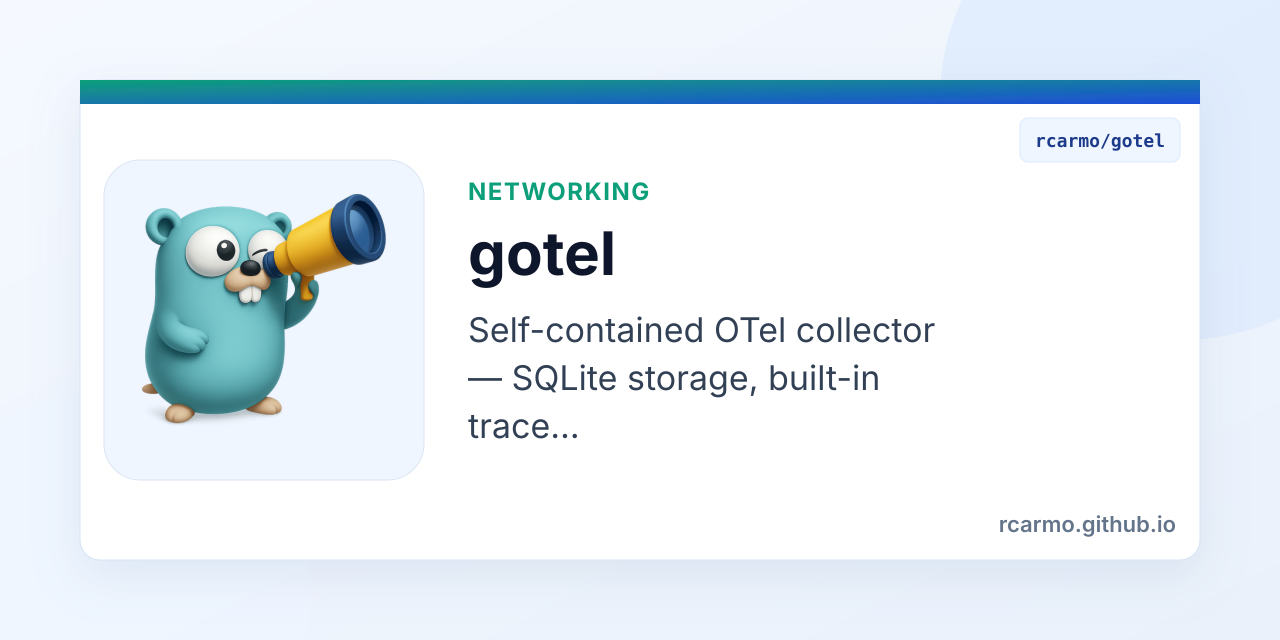 rcarmo/gotel
NETWORKING
gotel
Self-contained OTel collector
— SQLite storage, built-in
trace...
rcarmo.github.io